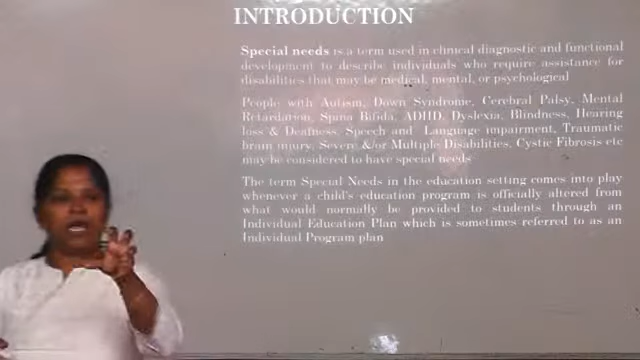 INTRODUCTION
Special needs is a term used in clinical diagnostic and functional
development to describe individuals who require assistance for
disabilities that may be medical, mental, or psychological
People with Autism, Down Syndrome, Cerebral Palsy, Mental
Retardation, Spina Bifida, ADHD, Dyslexia, Blindness, Hearing
loss & Deafness, Speech and Language impairment, Traumatic
brain injury, Severe &/or Multiple Disabilities, Cystic Fibrosis etc
may be considered to have special needs
The term Special Needs in the education setting comes into play
whenever a child's education program is officially altered from
what would normally be provided to students through an
Individual Education Plan which is sometimes referred to as an
Individual Program plan